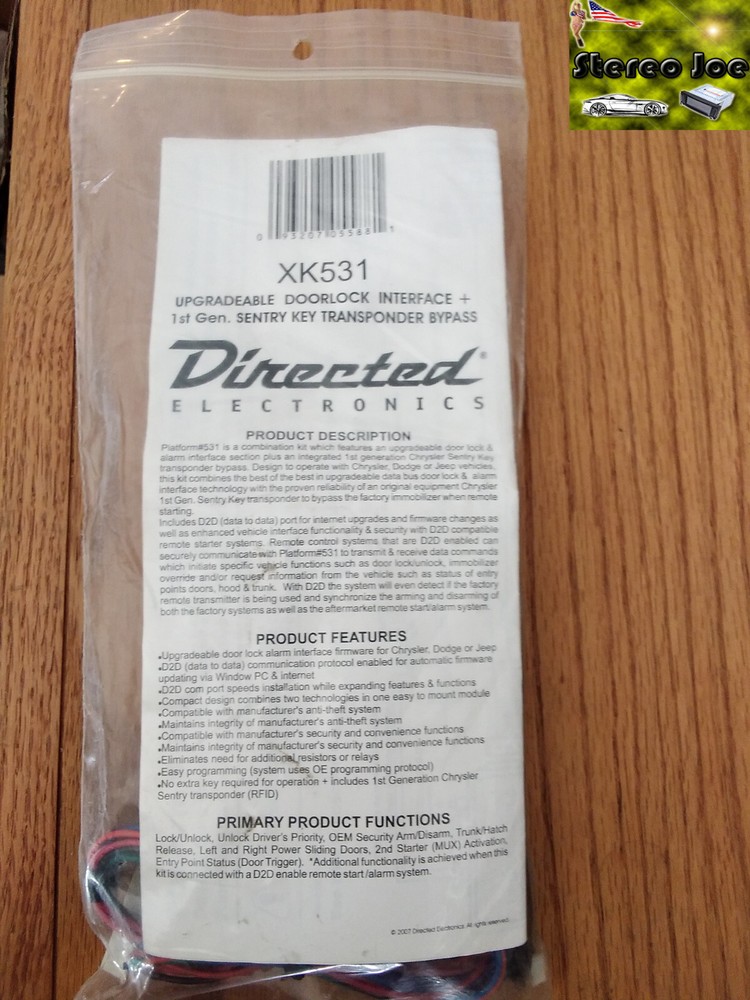 Stereo Joe
0 93207 05588 1
XK531
UPGRADEABLE DOORLOCK INTERFACE +
1st Gen. SENTRY KEY TRANSPONDER BYPASS
Directed®
ELECTRONICS
PRODUCT DESCRIPTION
Platform#531 is a combination kit which features an upgradeable door lock &
alarm interface section plus an integrated 1st generation Chrysler Sentry Key
transponder bypass. Design to operate with Chrysler, Dodge or Jeep vehicles,
this kit combines the best of the best in upgradeable data bus door lock & alarm
interface technology with the proven reliability of an original equipment Chrysler
1st Gen. Sentry Key transponder to bypass the factory immobilizer when remote
starting.
Includes D2D (data to data) port for internet upgrades and firmware changes as
well as enhanced vehicle interface functionality & security with D2D compatible
remote starter systems. Remote control systems that are D2D enabled can
securely communicate with Platform#531 to transmit & receive data commands
which initiate specific vehicle functions such as door lock/unlock, immobilizer
override and/or request information from the vehicle such as status of entry
points doors, hood & trunk. With D2D the system will even detect if the factory
remote transmitter is being used and synchronize the arming and disarming of
both the factory systems as well as the aftermarket remote start/alarm system.
PRODUCT FEATURES
•Upgradeable door lock alarm interface firmware for Chrysler, Dodge or Jeep
•D2D (data to data) communication protocol enabled for automatic firmware
updating via Window PC & internet
•D2D com port speeds installation while expanding features & functions
•Compact design combines two technologies in one easy to mount module
•Compatible with manufacturer's anti-theft system
•Maintains integrity of manufacturer's anti-theft system
•Compatible with manufacturer's security and convenience functions
•Maintains integrity of manufacturer's security and convenience functions
•Eliminates need for additional resistors or relays
•Easy programming (system uses OE programming protocol)
•No extra key required for operation + includes 1st Generation Chrysler
Sentry transponder (RFID)
PRIMARY PRODUCT FUNCTIONS
Lock/Unlock, Unlock Driver's Priority, OEM Security Arm/Disarm, Trunk/Hatch
Release, Left and Right Power Sliding Doors, 2nd Starter (MUX) Activation,
Entry Point Status (Door Trigger). *Additional functionality is achieved when this
kit is connected with a D2D enable remote start /alarm system.
© 2007 Directed Electronics All rights reserved.